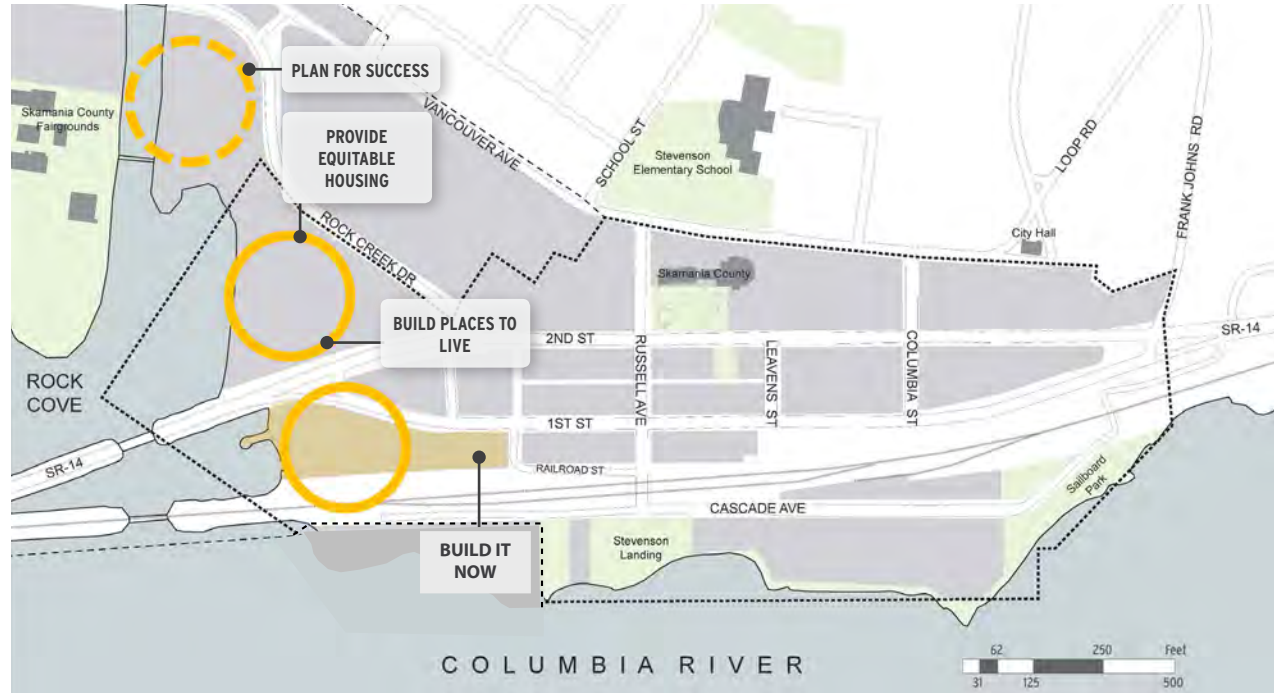 PLAN FOR SUCCESS
Skamania County
Fairgrounds
PROVIDE
EQUITABLE
HOUSING
VANCOUVER AVE
SCHOOL ST
Stevenson
Elementary School
LOOP RD
FRANK JOHNS RD
City Hall
ROCK CREEK DR
Skamania County
BUILD PLACES TO
LIVE
2ND ST
SR-14
RUSSELL AVE
LEAVENS ST
COLUMBIA ST
ROCK
COVE
1ST ST
SR-14
RAILROAD ST
Sailboard
Park
CASCADE AVE
BUILD IT
NOW
Stevenson
Landing
COLUMBIA RIVER
62 250 Feet
31 125 500